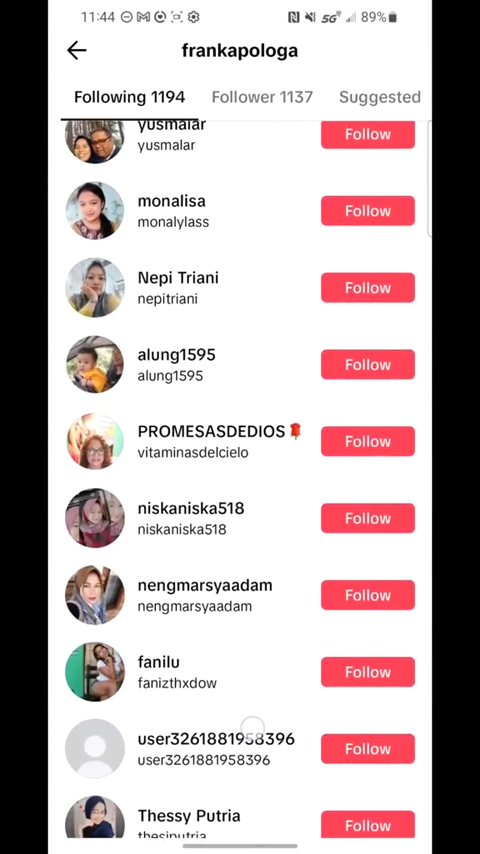 11:44
5G
89%
frankapologa
Following 1194
Follower 1137
Suggested
yusmalar
yusmalar
Follow
monalisa
monalylass
Follow
Nepi Triani
nepitriani
Follow
alung1595
alung1595
Follow
PROMESASDEDIOS
vitaminasdelcielo
Follow
niskaniska518
niskaniska518
Follow
nengmarsyaadam
nengmarsyaadam
Follow
fanilu
fanizthxdow
Follow
user3261881958396
user3261881958396
Follow
Thessy Putria
thesiputria
Follow